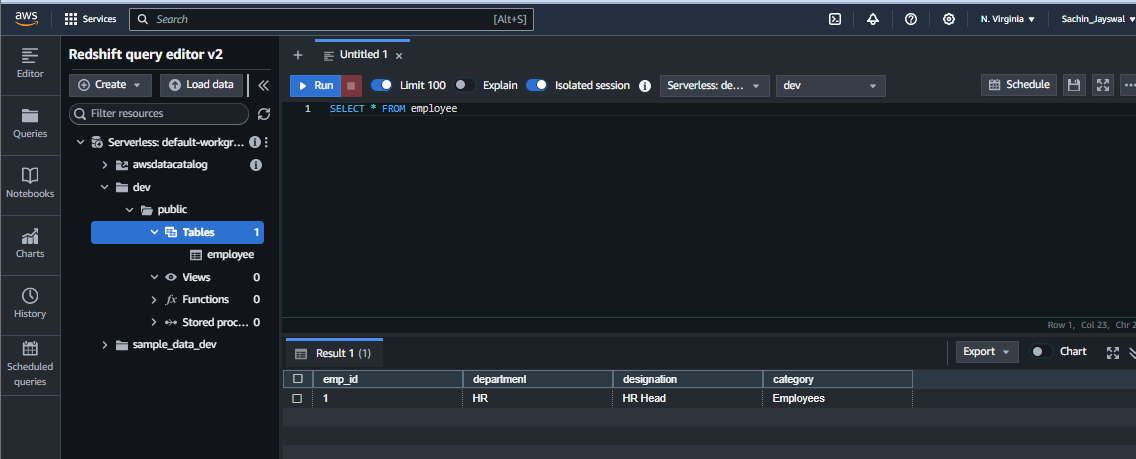 aws Services Search [Alt+S] N. Virginia Sachin_Jayswal
Editor
Queries
Notebooks
Charts
History
Scheduled
queries
Redshift query editor v2
Create Load data
Filter resources
Serverless: default-workgr...
awsdatacatalog
dev
public
Tables 1
employee
Views 0
fx Functions 0
Stored proc... 0
sample_data_dev
Untitled 1
Run Limit 100 Explain Isolated session Serverless: de... dev Schedule
1 SELECT * FROM employee
Row 1, Col 23, Chr 2
Result 1 (1) Export Chart
emp_id department designation category
1 HR HR Head Employees